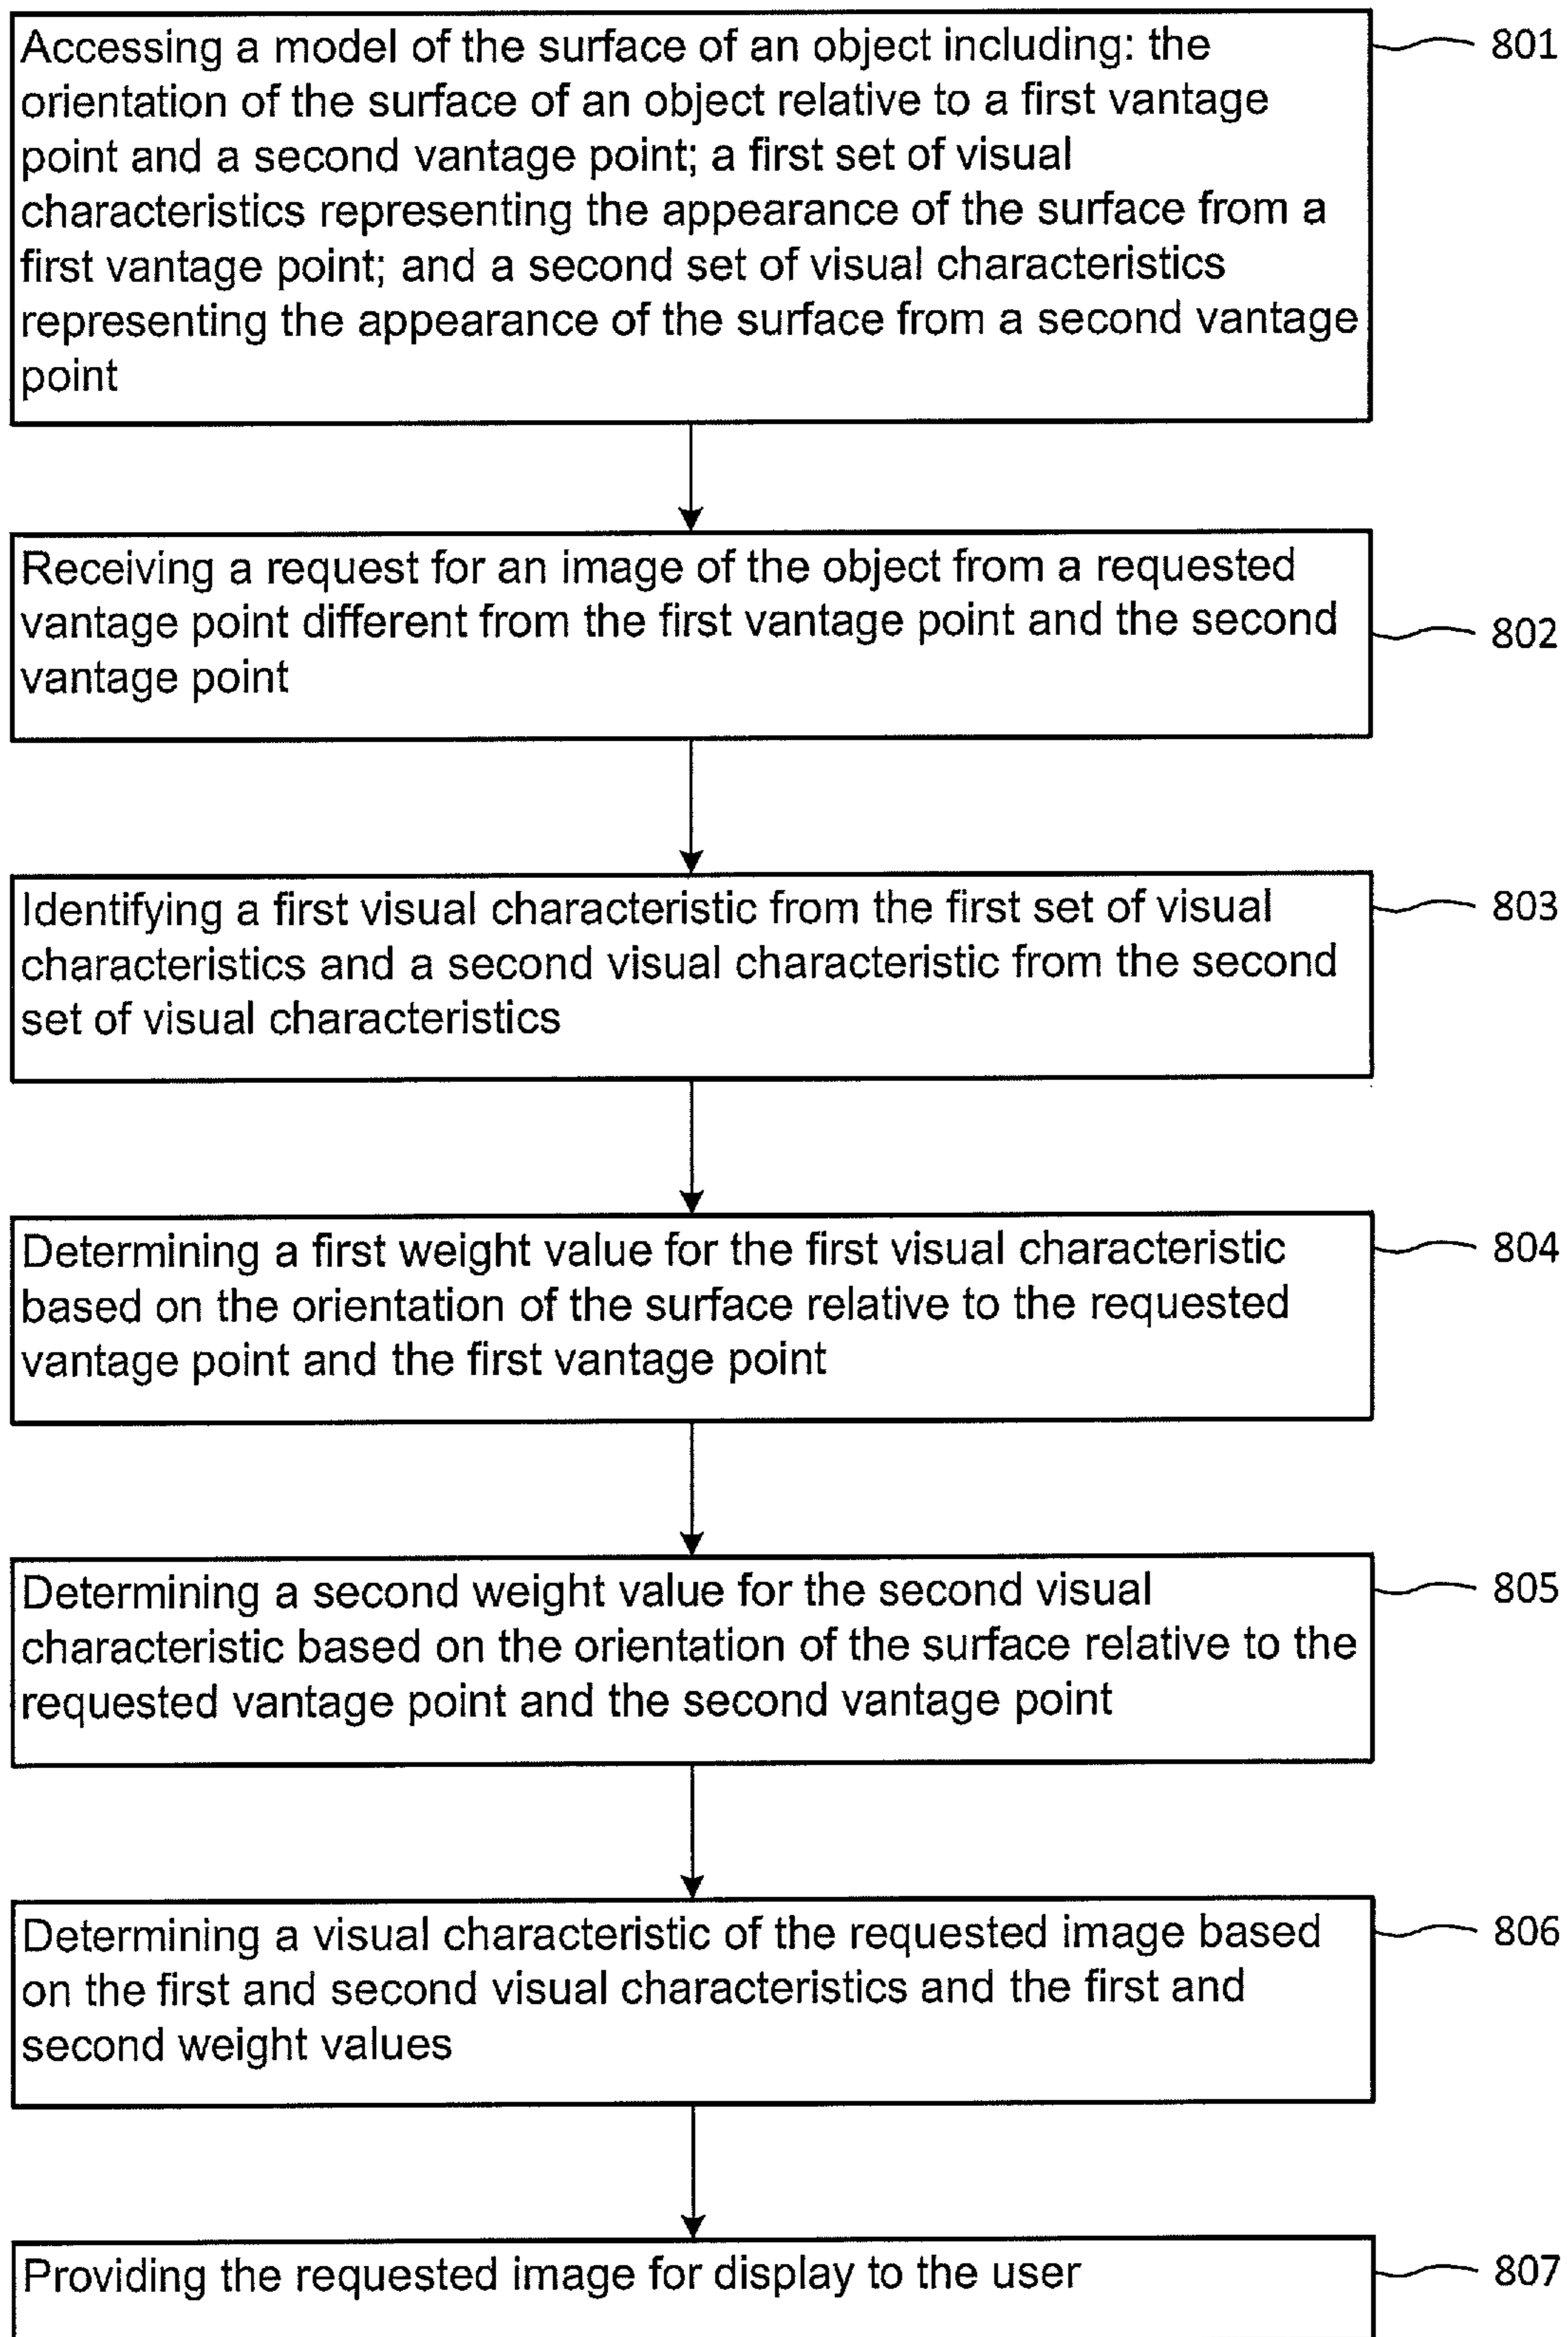 Accessing a model of the surface of an object including: the
orientation of the surface of an object relative to a first vantage
point and a second vantage point; a first set of visual
characteristics representing the appearance of the surface from a
first vantage point; and a second set of visual characteristics
representing the appearance of the surface from a second vantage
point
801
Receiving a request for an image of the object from a requested
vantage point different from the first vantage point and the second
vantage point
802
Identifying a first visual characteristic from the first set of visual
characteristics and a second visual characteristic from the second
set of visual characteristics
803
Determining a first weight value for the first visual characteristic
based on the orientation of the surface relative to the requested
vantage point and the first vantage point
804
Determining a second weight value for the second visual
characteristic based on the orientation of the surface relative to the
requested vantage point and the second vantage point
805
Determining a visual characteristic of the requested image based
on the first and second visual characteristics and the first and
second weight values
806
Providing the requested image for display to the user
807